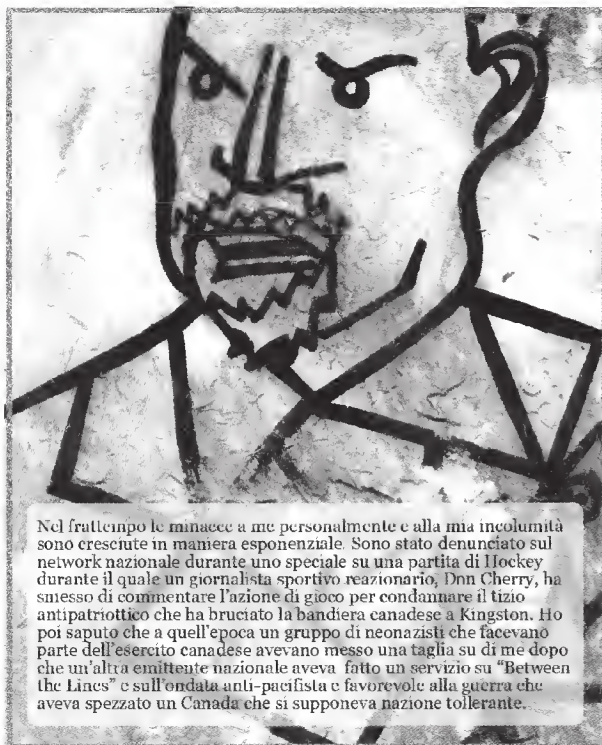 Nel frattempo le minacce a me personalmente e alla mia incolumità
sono cresciute in maniera esponenziale. Sono stato denunciato sul
network nazionale durante uno speciale su una partita di Hockey
durante il quale un giornalista sportivo reazionario, Don Cherry, ha
smesso di commentare l'azione di gioco per condannare il tizio
antipatriottico che ha bruciato la bandiera canadese a Kingston. Ho
poi saputo che a quell'epoca un gruppo di neonazisti che facevano
parte dell'esercito canadese avevano messo una taglia su di me dopo
che un'altra emittente nazionale aveva fatto un servizio su "Between
the Lines" e sull'ondata anti-pacifista e favorevole alla guerra che
aveva spezzato un Canada che si supponeva nazione tollerante.